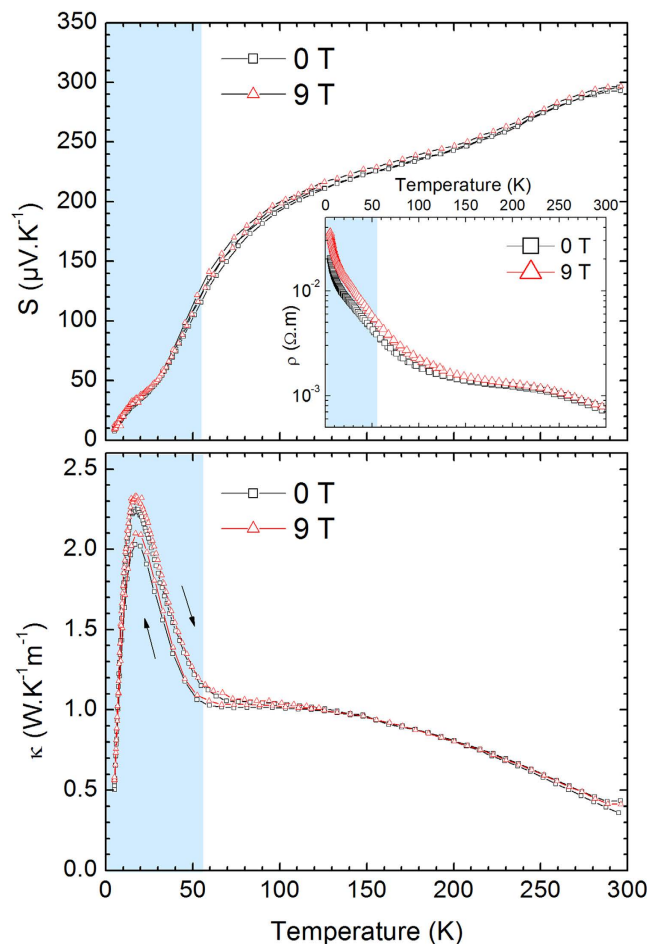 350
300
250
200
150
100
50
0
S (µV.K⁻¹)
0 T
9 T
Temperature (K)
0 50 100 150 200 250 300
0 T
9 T
10⁻²
10⁻³
ρ (Ω.m)
2.5
2.0
1.5
1.0
0.5
0.0
κ (W.K⁻¹m⁻¹)
0 T
9 T
0 50 100 150 200 250 300
Temperature (K)